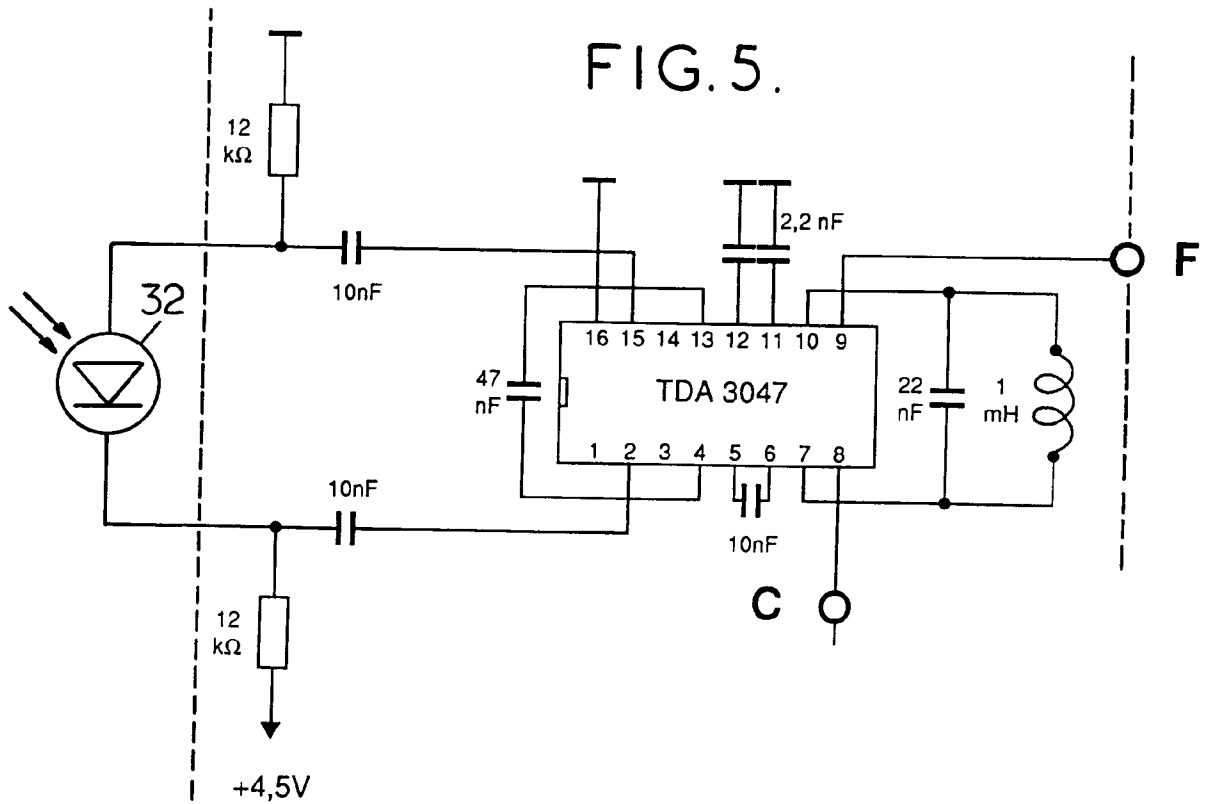 FIG. 5.
12
kΩ
10nF
32
2,2 nF
F
16 15 14 13 12 11 10 9
47
nF
TDA 3047
22
nF
1
mH
1 2 3 4 5 6 7 8
10nF
10nF
C
12
kΩ
+4,5V